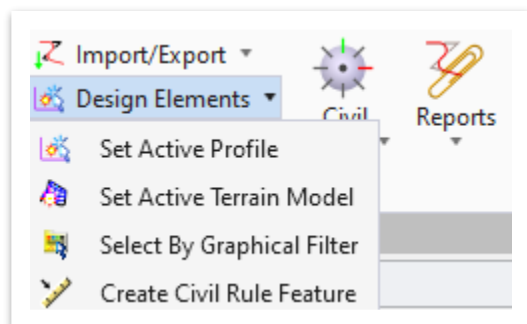 Import/Export
Design Elements
Civil
Reports
Set Active Profile
Set Active Terrain Model
Select By Graphical Filter
Create Civil Rule Feature